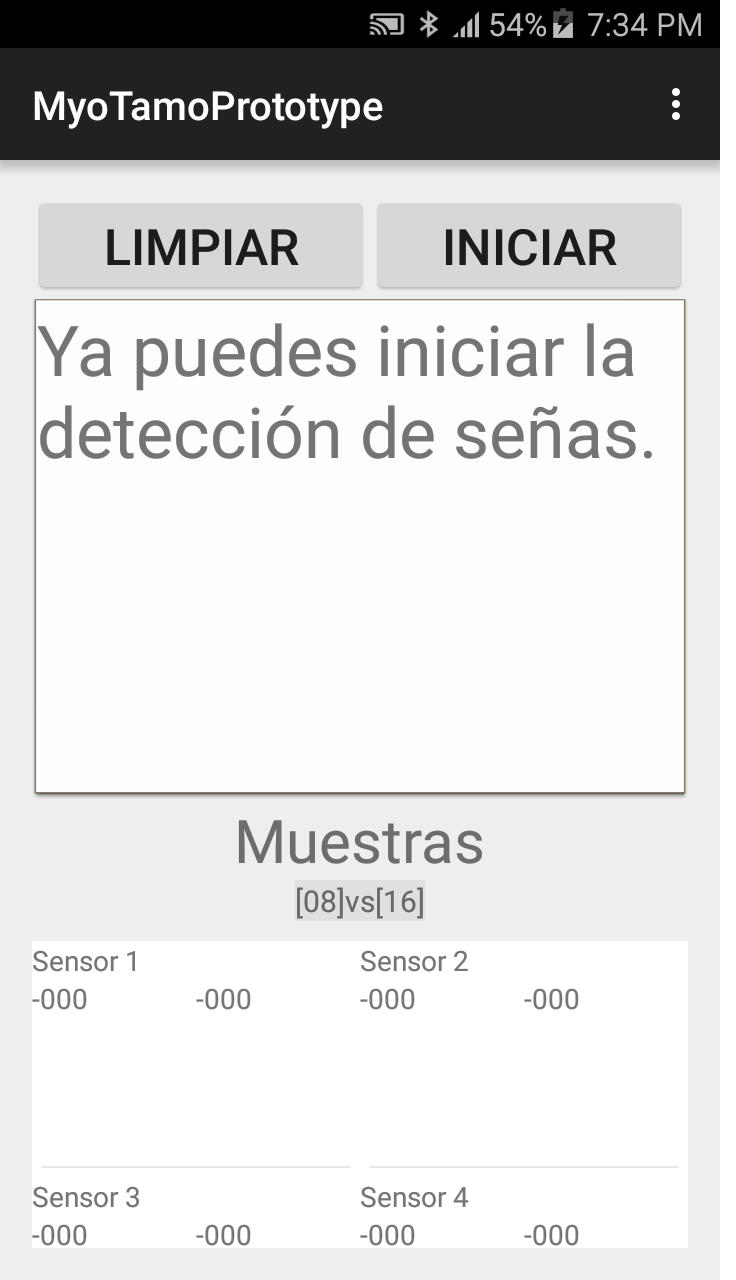 54% 7:34 PM
MyoTamoPrototype
LIMPIAR INICIAR
Ya puedes iniciar la
detección de señas.
Muestras
[08]vs[16]
Sensor 1 Sensor 2
-000 -000 -000 -000
Sensor 3 Sensor 4
-000 -000 -000 -000